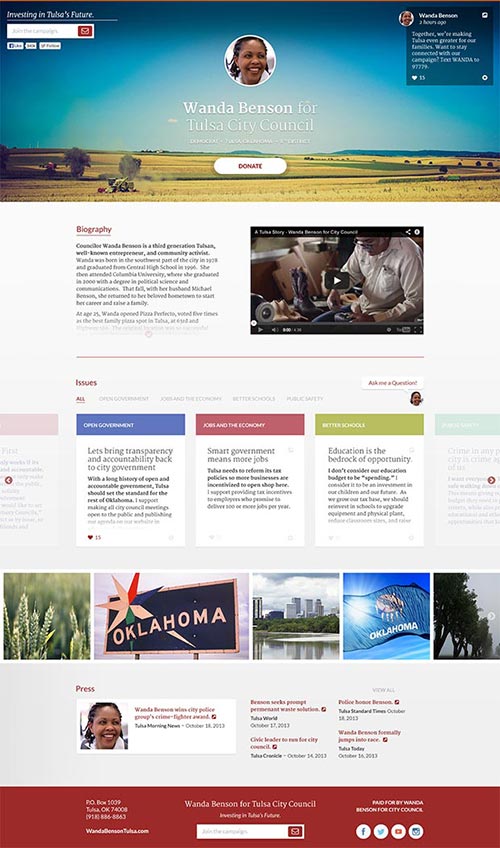 Investing in Tulsa's Future.
Join the campaign.
Like
34k
Follow
Wanda Benson
2 hours ago
Together, we're making
Tulsa even greater for our
families. Want to stay
connected with our
campaign? Text WANDA to
97779.
15
Wanda Benson for
Tulsa City Council
DEMOCRAT • TULSA, OKLAHOMA • DISTRICT
DONATE
Biography
Councilor Wanda Benson is a third generation Tulsan,
well-known entrepreneur, and community activist.
Wanda was born in the southwest part of the city in 1978
and graduated from Central High School in 1996. She
then attended Columbia University, where she graduated
in 2000 with a degree in political science and
communications. That fall, with her husband Michael
Benson, she returned to her beloved hometown to start
her career and raise a family.
At age 25, Wanda opened Pizza Perfecto, voted five times
as the best family pizza spot in Tulsa, at 63rd and
Highway 169. The original location was so successful
A Tulsa Story - Wanda Benson for City Council
0:00 / 4:36
YouTube
Issues
Ask me a Question!
ALL
OPEN GOVERNMENT
JOBS AND THE ECONOMY
BETTER SCHOOLS
PUBLIC SAFETY
First
OPEN GOVERNMENT
Lets bring transparency
and accountability back
to city government
With a long history of open and
accountable government, Tulsa
should set the standard for the
rest of Oklahoma. I support
making all city council meetings
open to the public and publishing
our agenda on our website in
15
JOBS AND THE ECONOMY
Smart government
means more jobs
Tulsa needs to reform its tax
policies so more businesses are
incentivized to open shop here.
I support providing tax incentives
to employers who promise to
deliver 100 or more jobs per year.
BETTER SCHOOLS
Education is the
bedrock of opportunity.
I don't consider our education
budget to be "spending." I
consider it to be an investment in
our children and our future. As
we grow our tax base, we should
reinvest in schools to upgrade
equipment and physical plant,
reduce classroom sizes, and raise
PUBLIC SAFETY
Crime in any
OKLAHOMA
OKLAHOMA
Press
VIEW ALL
Wanda Benson wins city police
group's crime-fighter award.
Tulsa Morning News – October 18, 2013
Benson seeks prompt
permenant waste solution.
Tulsa World
October 17, 2013
Civic leader to run for city
council.
Tulsa Cronicle – October 14, 2013
Police honor Benson.
Tulsa Standard Times October
18, 2013
Wanda Benson formally
jumps into race.
Tulsa Today
October 16, 2013
P.O. Box 1039
Tulsa, OK 74008
(918) 886-8863
WandaBensonTulsa.com
Wanda Benson for Tulsa City Council
Investing in Tulsa's Future.
Join the campaign.
PAID FOR BY WANDA
BENSON FOR CITY COUNCIL